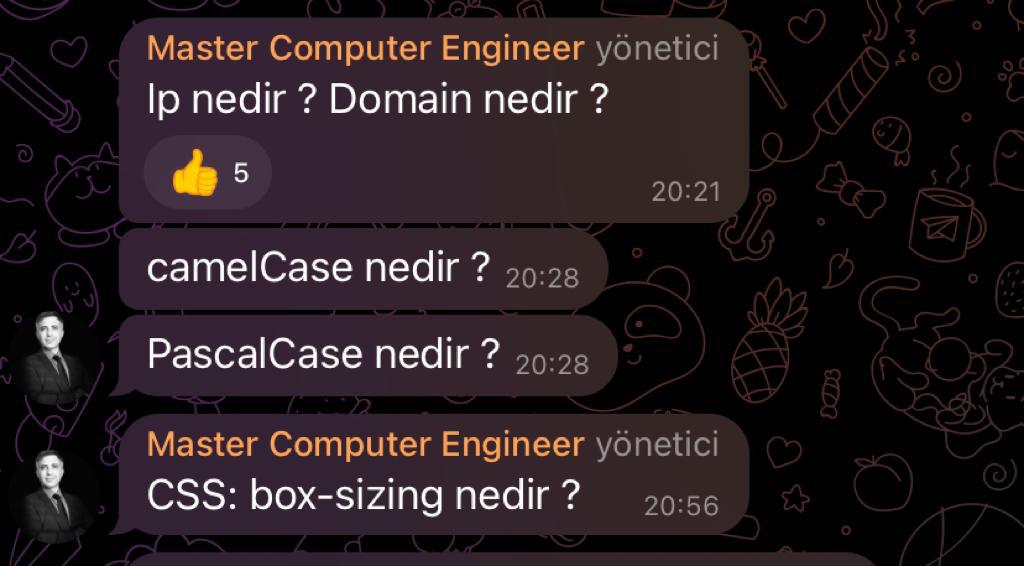 Master Computer Engineer yönetici
Ip nedir ? Domain nedir ?
👍 5
20:21
camelCase nedir ? 20:28
PascalCase nedir ? 20:28
Master Computer Engineer yönetici
CSS: box-sizing nedir ? 20:56